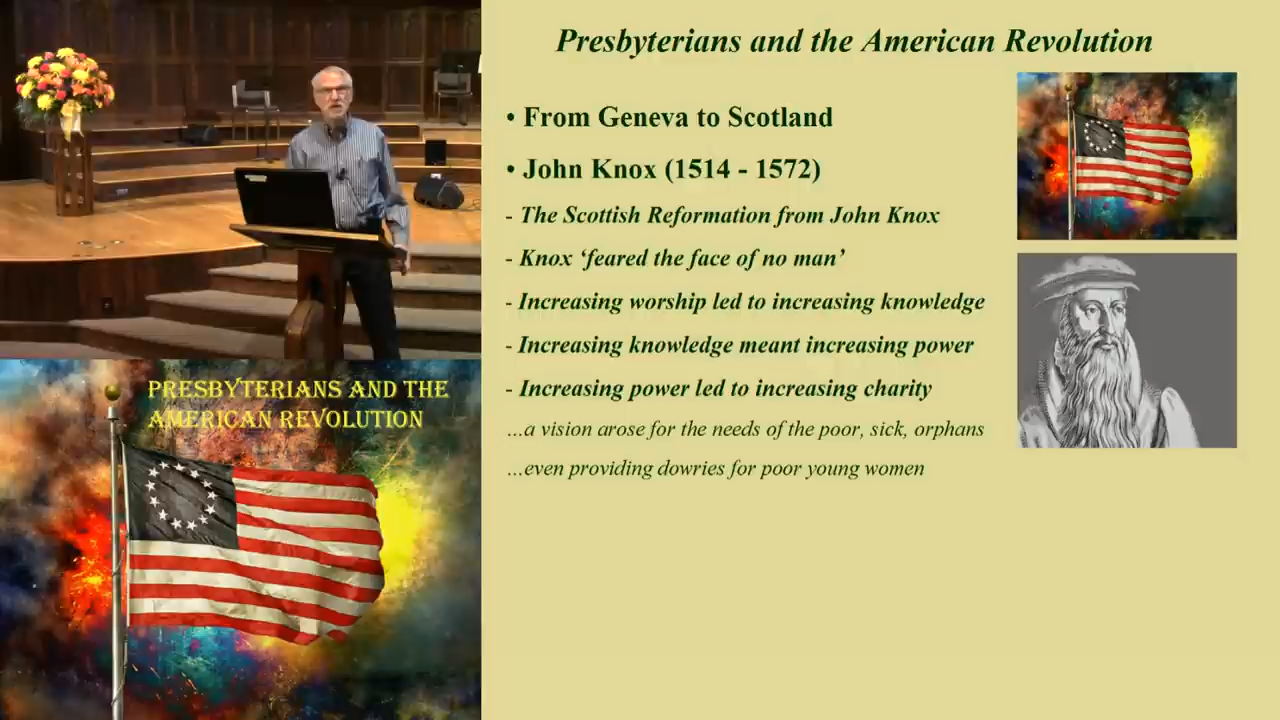 Presbyterians and the American Revolution
• From Geneva to Scotland
• John Knox (1514 - 1572)
- The Scottish Reformation from John Knox
- Knox ‘feared the face of no man’
- Increasing worship led to increasing knowledge
- Increasing knowledge meant increasing power
- Increasing power led to increasing charity
...a vision arose for the needs of the poor, sick, orphans
...even providing dowries for poor young women
PRESBYTERIANS AND THE
AMERICAN REVOLUTION